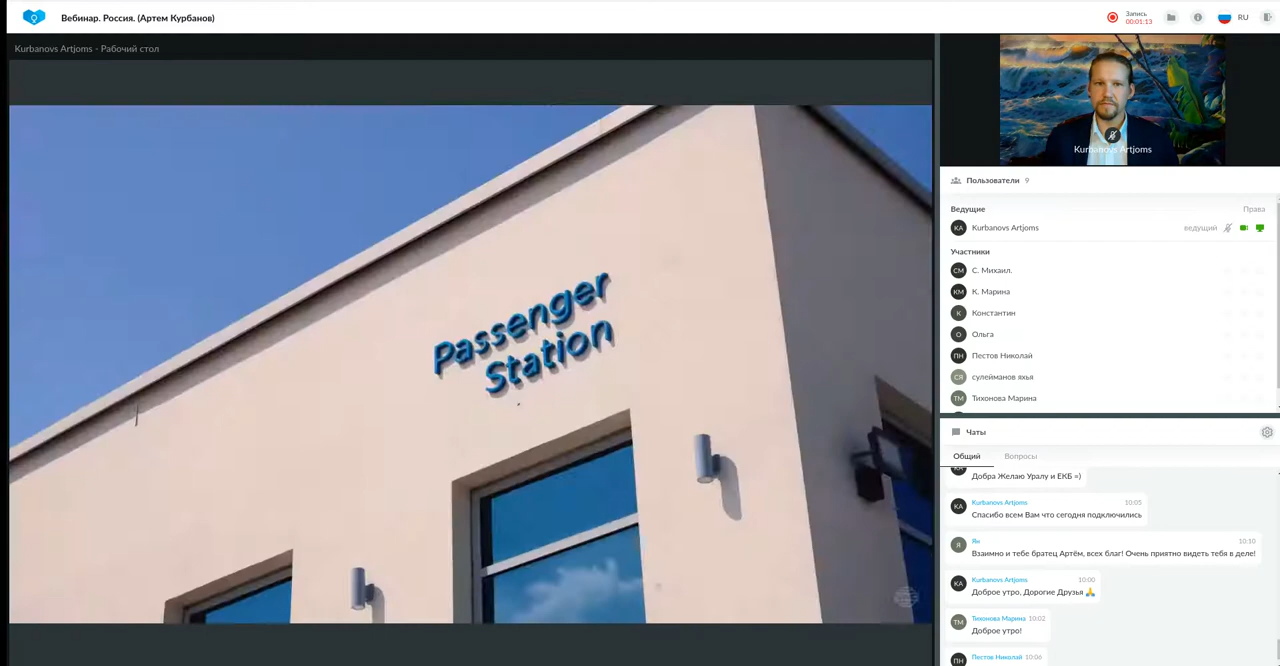 Вебинар. Россия. (Артем Курбанов)
Запись
00:01:13
RU
Kurbanovs Artjoms - Рабочий стол
Passenger
Station
Kurbanovs Artjoms
Пользователи 9
Ведущие
Права
KA
Kurbanovs Artjoms
ведущий
Участники
СМ
С. Михаил.
КМ
К. Марина
К
Константин
О
Ольга
ПН
Пестов Николай
СЯ
сулейманов яхья
ТМ
Тихонова Марина
Чаты
Общий
Вопросы
KA
Добра Желаю Уралу и ЕКБ =)
KA
Kurbanovs Artjoms 10:05
Спасибо всем Вам что сегодня подключились
Я
Ян 10:10
Взаимно и тебе братец Артём, всех благ! Очень приятно видеть тебя в деле!
KA
Kurbanovs Artjoms 10:00
Доброе утро, Дорогие Друзья 🙏
ТМ
Тихонова Марина 10:02
Доброе утро!
ПН
Пестов Николай 10:06